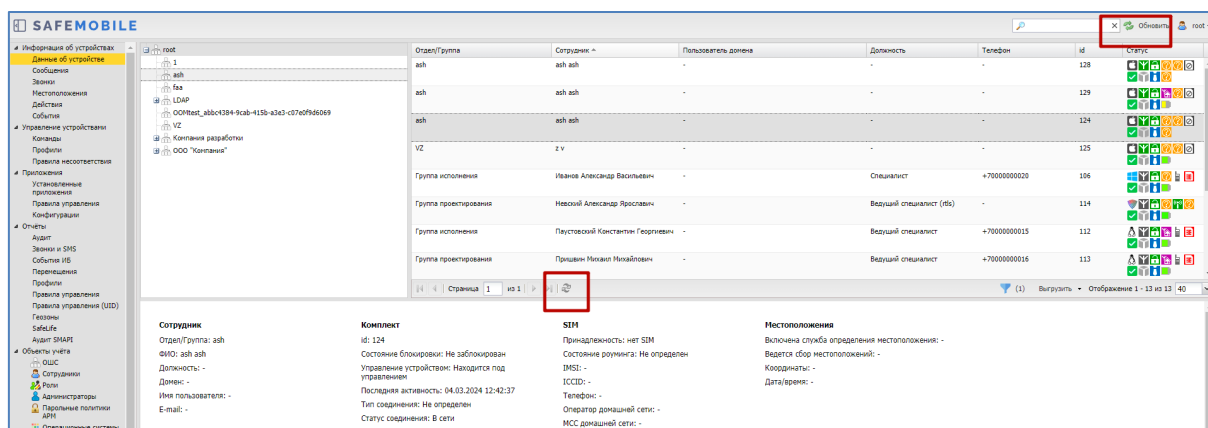 SAFEMOBILE
Обновить root
Информация об устройствах
Данные об устройстве
Сообщения
Звонки
Местоположения
Действия
События
Управление устройствами
Команды
Профили
Правила несоответствия
Приложения
Установленные
приложения
Правила управления
Конфигурации
Отчёты
Аудит
Звонки и SMS
События ИБ
Перемещения
Профили
Правила управления
Правила управления (UID)
Геозоны
SafeLife
Аудит SMAPI
Объекты учёта
ОШС
Сотрудники
Роли
Администраторы
Парольные политики
АРМ
Операционные системы
root
1
ash
faa
LDAP
OOMtest_abbc4384-9cab-415b-a3e3-c07e0f9d6069
VZ
Компания разработки
ООО "Компания"
Отдел/Группа Сотрудник Пользователь домена Должность Телефон id Статус
ash ash ash - - - 128
ash ash ash - - - 129
ash ash ash - - - 124
VZ z v - - - 125
Группа исполнения Иванов Александр Васильевич - Специалист +70000000020 106
Группа проектирования Невский Александр Ярославич - Ведущий специалист (rtls) - 114
Группа исполнения Паустовский Константин Георгиевич - Ведущий специалист +70000000015 112
Группа проектирования Пришвин Михаил Михайлович - Ведущий специалист +70000000016 113
Страница 1 из 1 (1) Выгрузить Отображение 1 - 13 из 13 40
Сотрудник
Отдел/Группа: ash
ФИО: ash ash
Должность: -
Домен: -
Имя пользователя: -
E-mail: -
Комплект
id: 124
Состояние блокировки: Не заблокирован
Управление устройством: Находится под
управлением
Последняя активность: 04.03.2024 12:42:37
Тип соединения: Не определен
Статус соединения: В сети
SIM
Принадлежность: нет SIM
Состояние роуминга: Не определен
IMSI: -
ICCID: -
Телефон: -
Оператор домашней сети: -
MCC домашней сети: -
Местоположения
Включена служба определения местоположения: -
Ведется сбор местоположений: -
Координаты: -
Дата/время: -